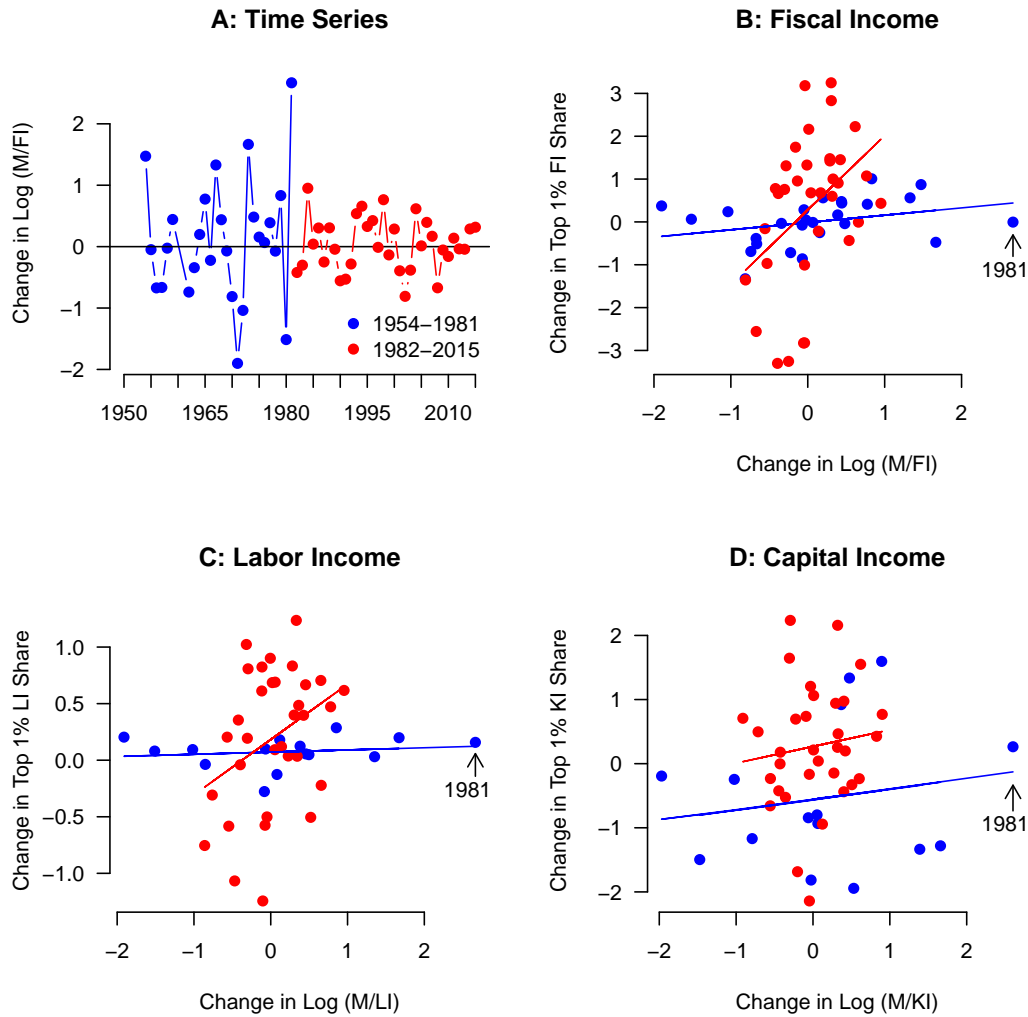 A: Time Series
Change in Log (M/FI)
2
1
0
−1
−2
1950 1965 1980 1995 2010
1954−1981
1982−2015
B: Fiscal Income
Change in Top 1% FI Share
3
2
1
0
−1
−2
−3
−2 −1 0 1 2
1981
Change in Log (M/FI)
C: Labor Income
Change in Top 1% LI Share
1.0
0.5
0.0
−0.5
−1.0
−2 −1 0 1 2
1981
Change in Log (M/LI)
D: Capital Income
Change in Top 1% KI Share
2
1
0
−1
−2
−2 −1 0 1 2
1981
Change in Log (M/KI)